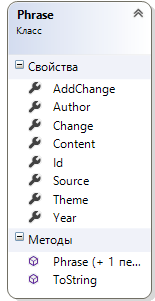 Phrase
Класс
Свойства
AddChange
Author
Change
Content
Id
Source
Theme
Year
Методы
Phrase (+ 1 пе...
ToString